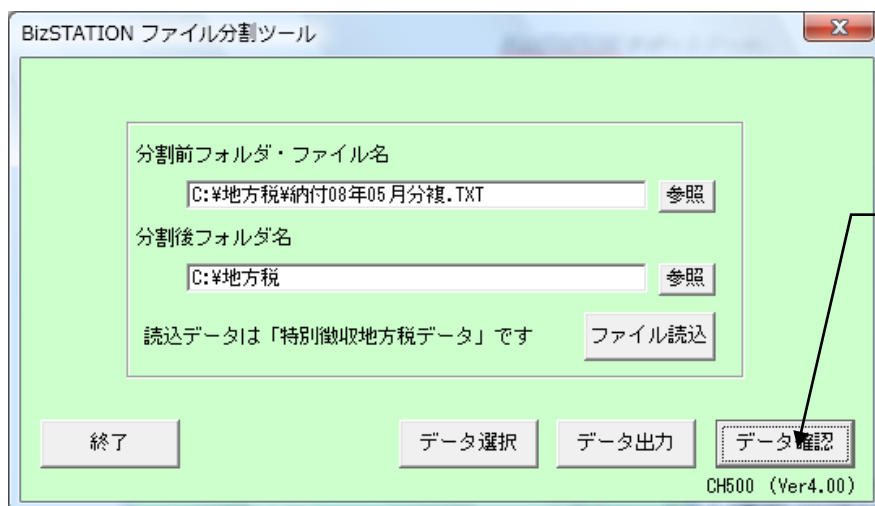 BizSTATION ファイル分割ツール
分割前フォルダ・ファイル名
C:¥地方税¥納付08年05月分複.TXT
参照
分割後フォルダ名
C:¥地方税
参照
読込データは「特別徴収地方税データ」です
ファイル読込
終了
データ選択
データ出力
データ確認
CH500 (Ver4.00)